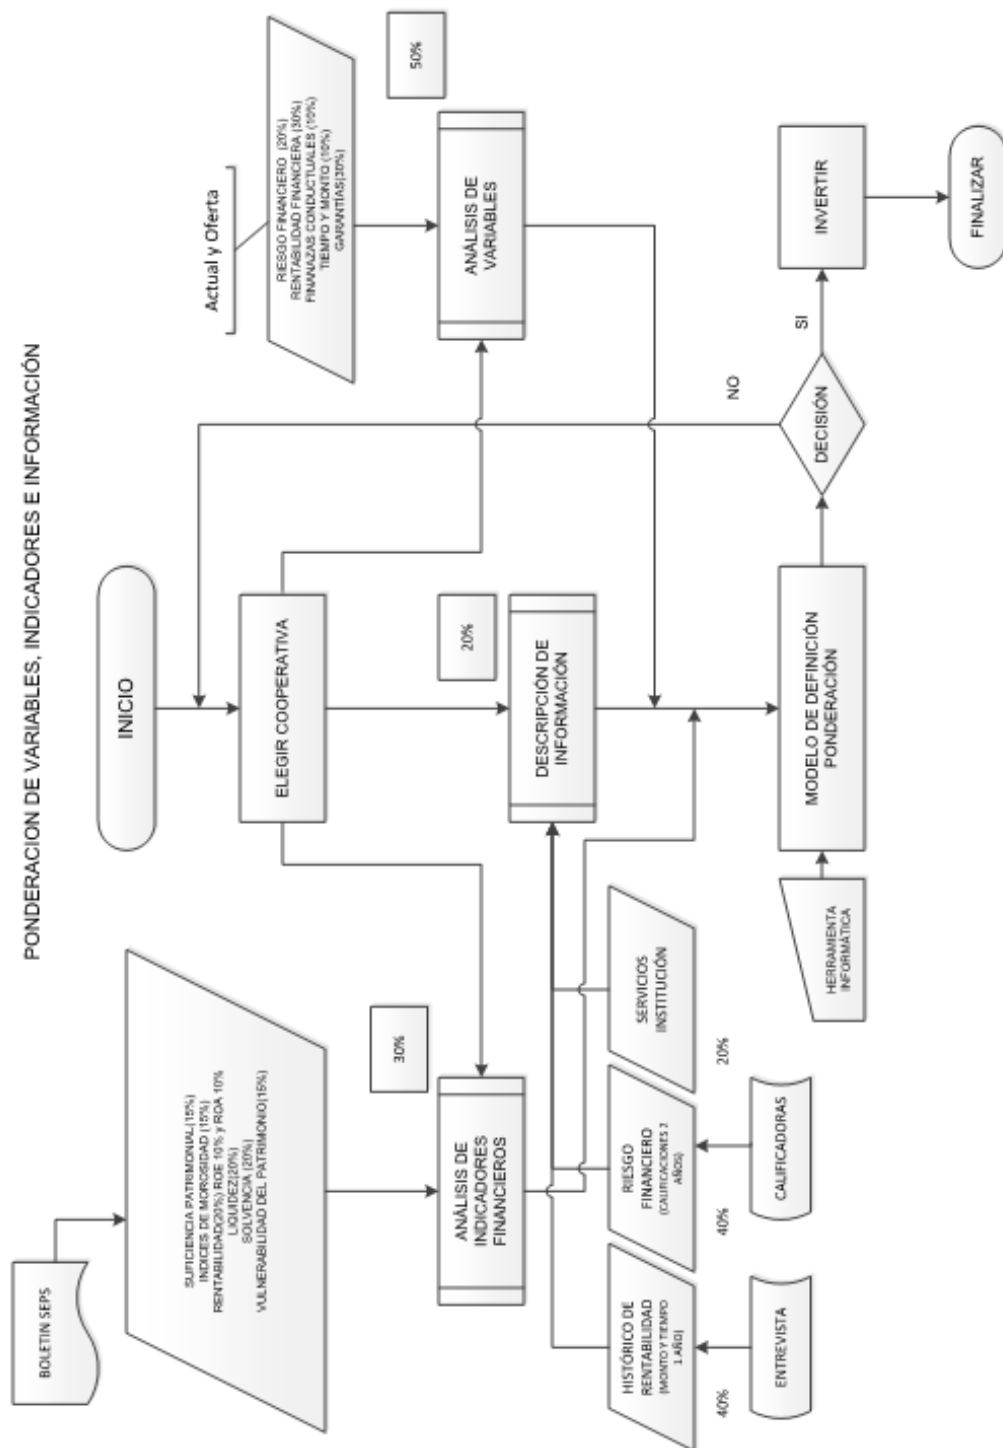 PONDERACION DE VARIABLES, INDICADORES E INFORMACIÓN
BOLETIN SEPS
SUFICIENCIA PATRIMONIAL(15%)
INDICES DE MOROSIDAD (15%)
RENTABILIDAD(20%) ROE 10% y ROA 10%
LIQUIDEZ(20%)
SOLVENCIA (20%)
VULNERABILIDAD DEL PATRIMONIO(15%)
INICIO
Actual y Oferta
RIESGO FINANCIERO (20%)
RENTABILIDAD FINANCIERA (30%)
FINANAZAS CONDUCTUALES (10%)
TIEMPO Y MONTO (10%)
GARANTÍAS(30%)
ELEGIR COOPERATIVA
30%
20%
50%
ANÁLISIS DE
INDICADORES
FINANCIEROS
DESCRIPCIÓN DE
INFORMACIÓN
ANÁLISIS DE
VARIABLES
HISTÓRICO DE
RENTABILIDAD
(MONTO Y TIEMPO
1 AÑO)
RIESGO
FINANCIERO
(CALIFICACIONES 2
AÑOS)
SERVICIOS
INSTITUCIÓN
40%
40%
20%
ENTREVISTA
CALIFICADORAS
HERRAMIENTA
INFORMÁTICA
MODELO DE DEFINICIÓN
PONDERACIÓN
DECISIÓN
NO
SI
INVERTIR
FINALIZAR